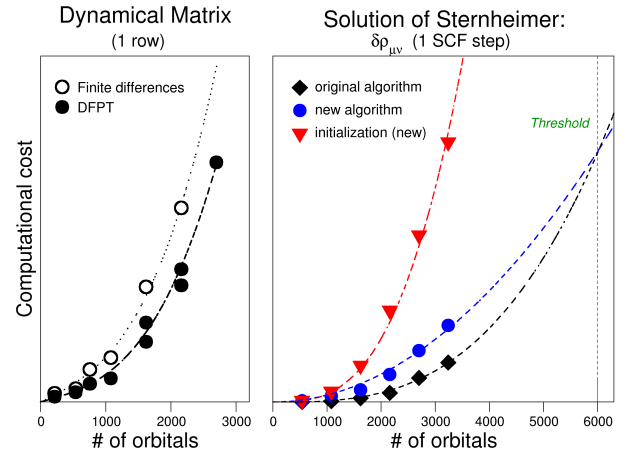 Dynamical Matrix
(1 row)
Solution of Sternheimer:
δρμν (1 SCF step)
Computational cost
Finite differences
DFPT
original algorithm
new algorithm
initialization (new)
Threshold
0 1000 2000 3000
0 1000 2000 3000 4000 5000 6000
# of orbitals
# of orbitals